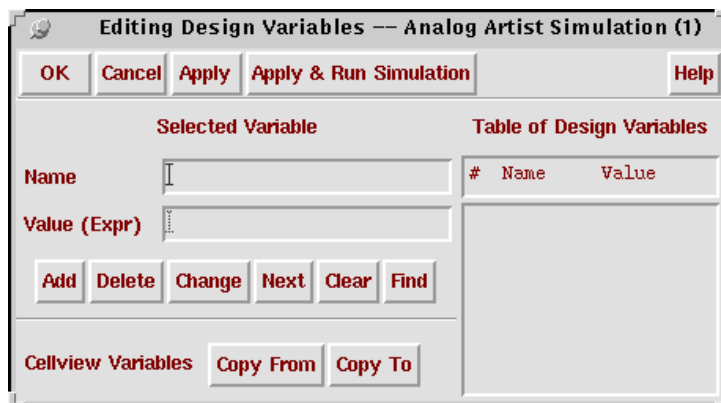 Editing Design Variables –– Analog Artist Simulation (1)
OK Cancel Apply Apply & Run Simulation Help
Selected Variable
Name
Value (Expr)
Add Delete Change Next Clear Find
Cellview Variables Copy From Copy To
Table of Design Variables
# Name Value